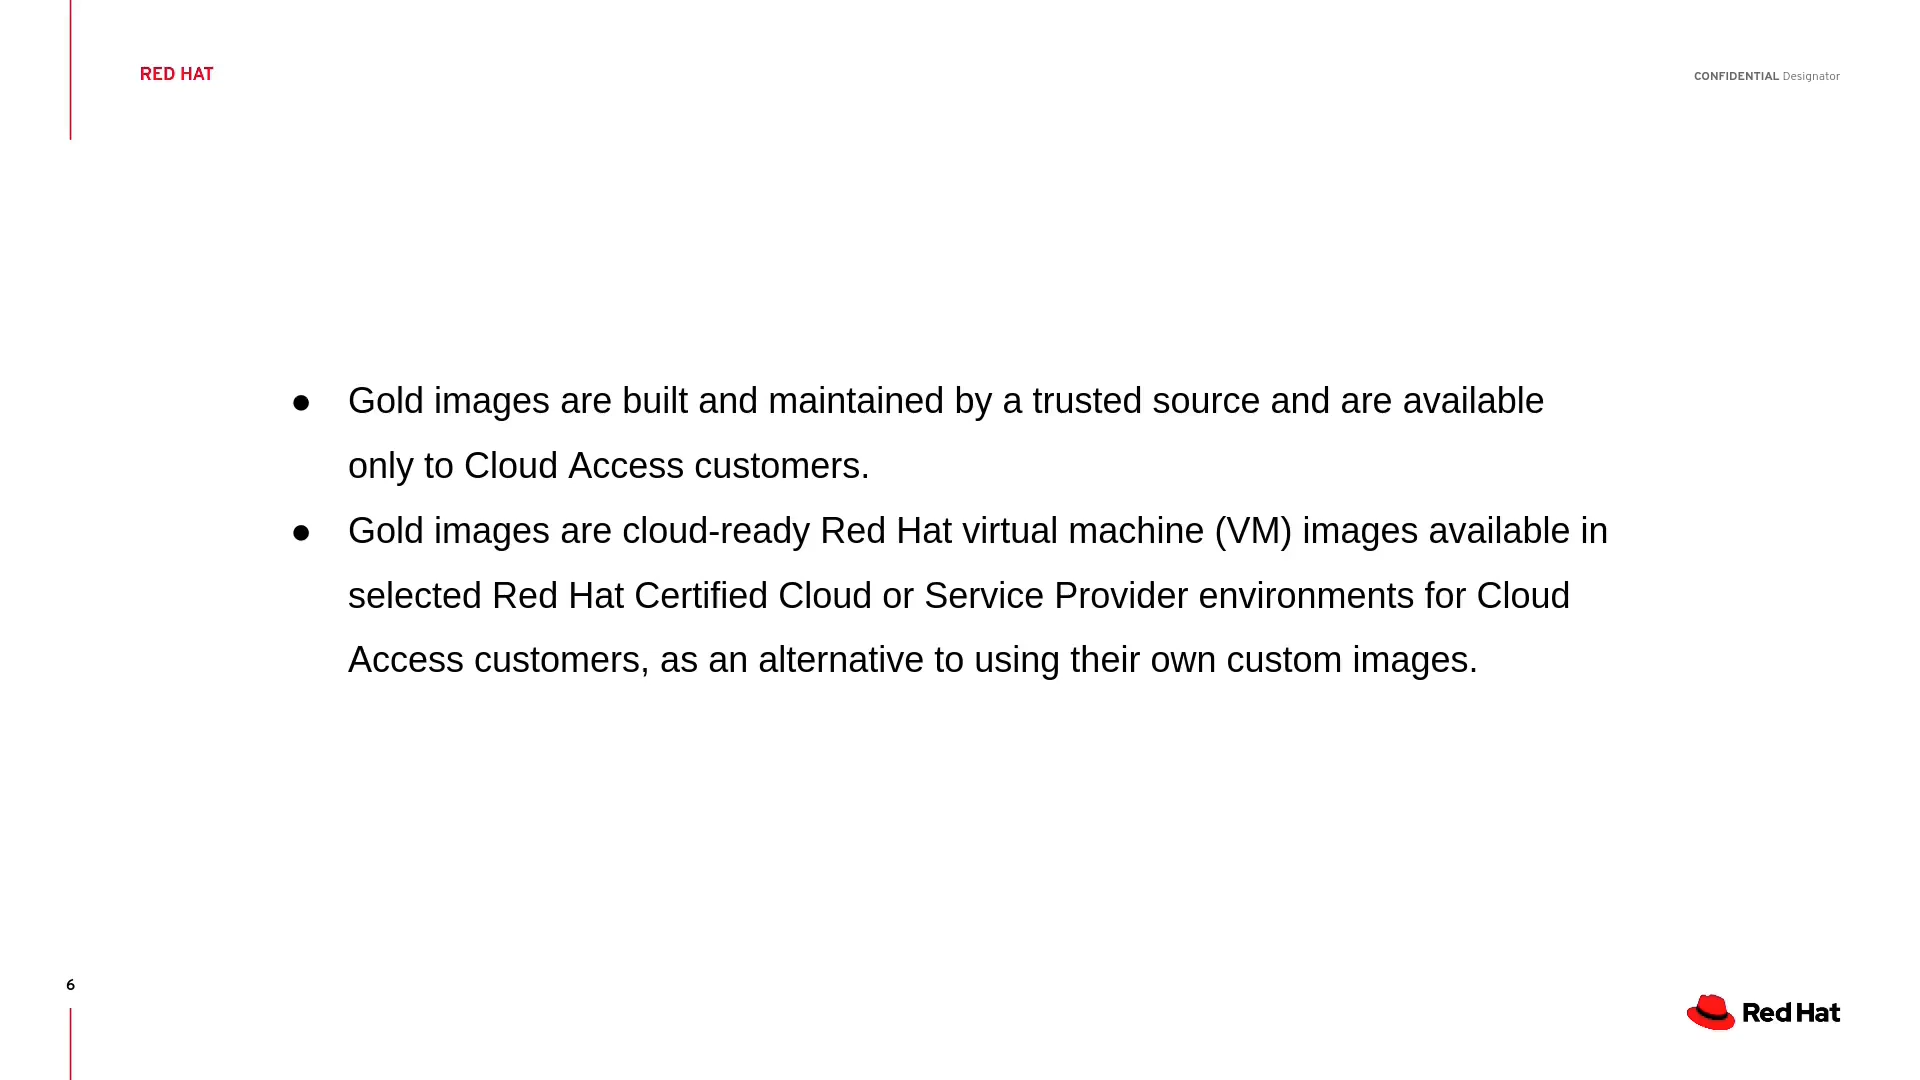 RED HAT
CONFIDENTIAL Designator
● Gold images are built and maintained by a trusted source and are available
only to Cloud Access customers.
● Gold images are cloud-ready Red Hat virtual machine (VM) images available in
selected Red Hat Certified Cloud or Service Provider environments for Cloud
Access customers, as an alternative to using their own custom images.
6
Red Hat